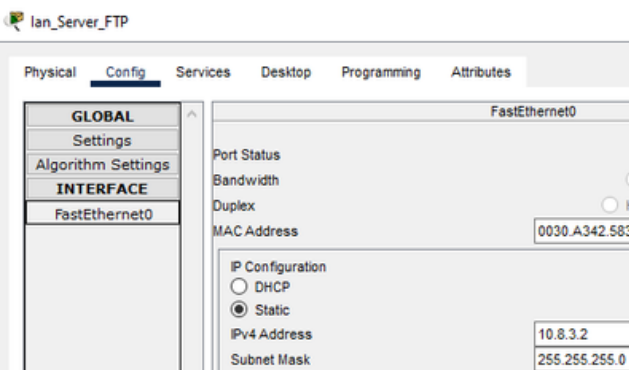 Ian_Server_FTP
Physical Config Services Desktop Programming Attributes
GLOBAL
Settings
Algorithm Settings
INTERFACE
FastEthernet0
FastEthernet0
Port Status
Bandwidth
Duplex
MAC Address 0030.A342.583
IP Configuration
DHCP
Static
IPv4 Address 10.8.3.2
Subnet Mask 255.255.255.0